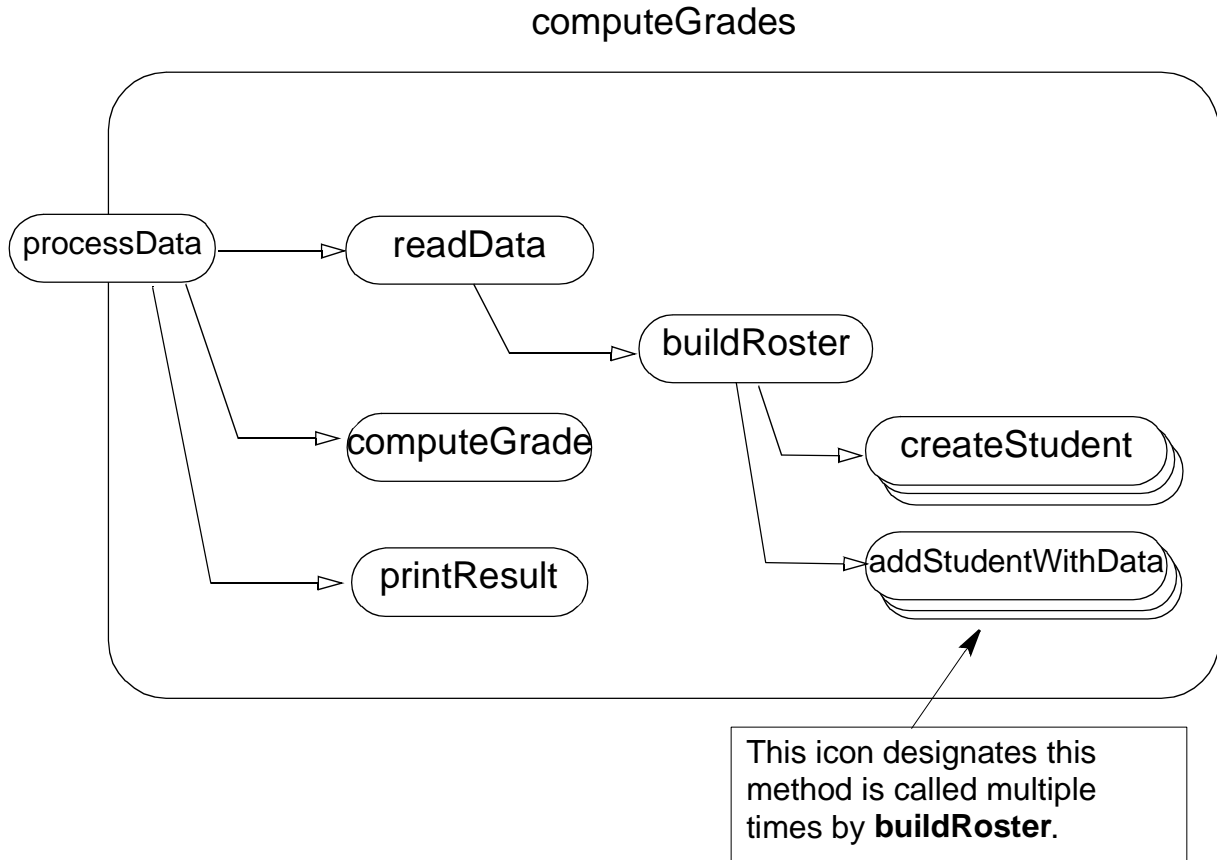 computeGrades
processData
readData
buildRoster
computeGrade
createStudent
addStudentWithData
printResult
This icon designates this
method is called multiple
times by buildRoster.